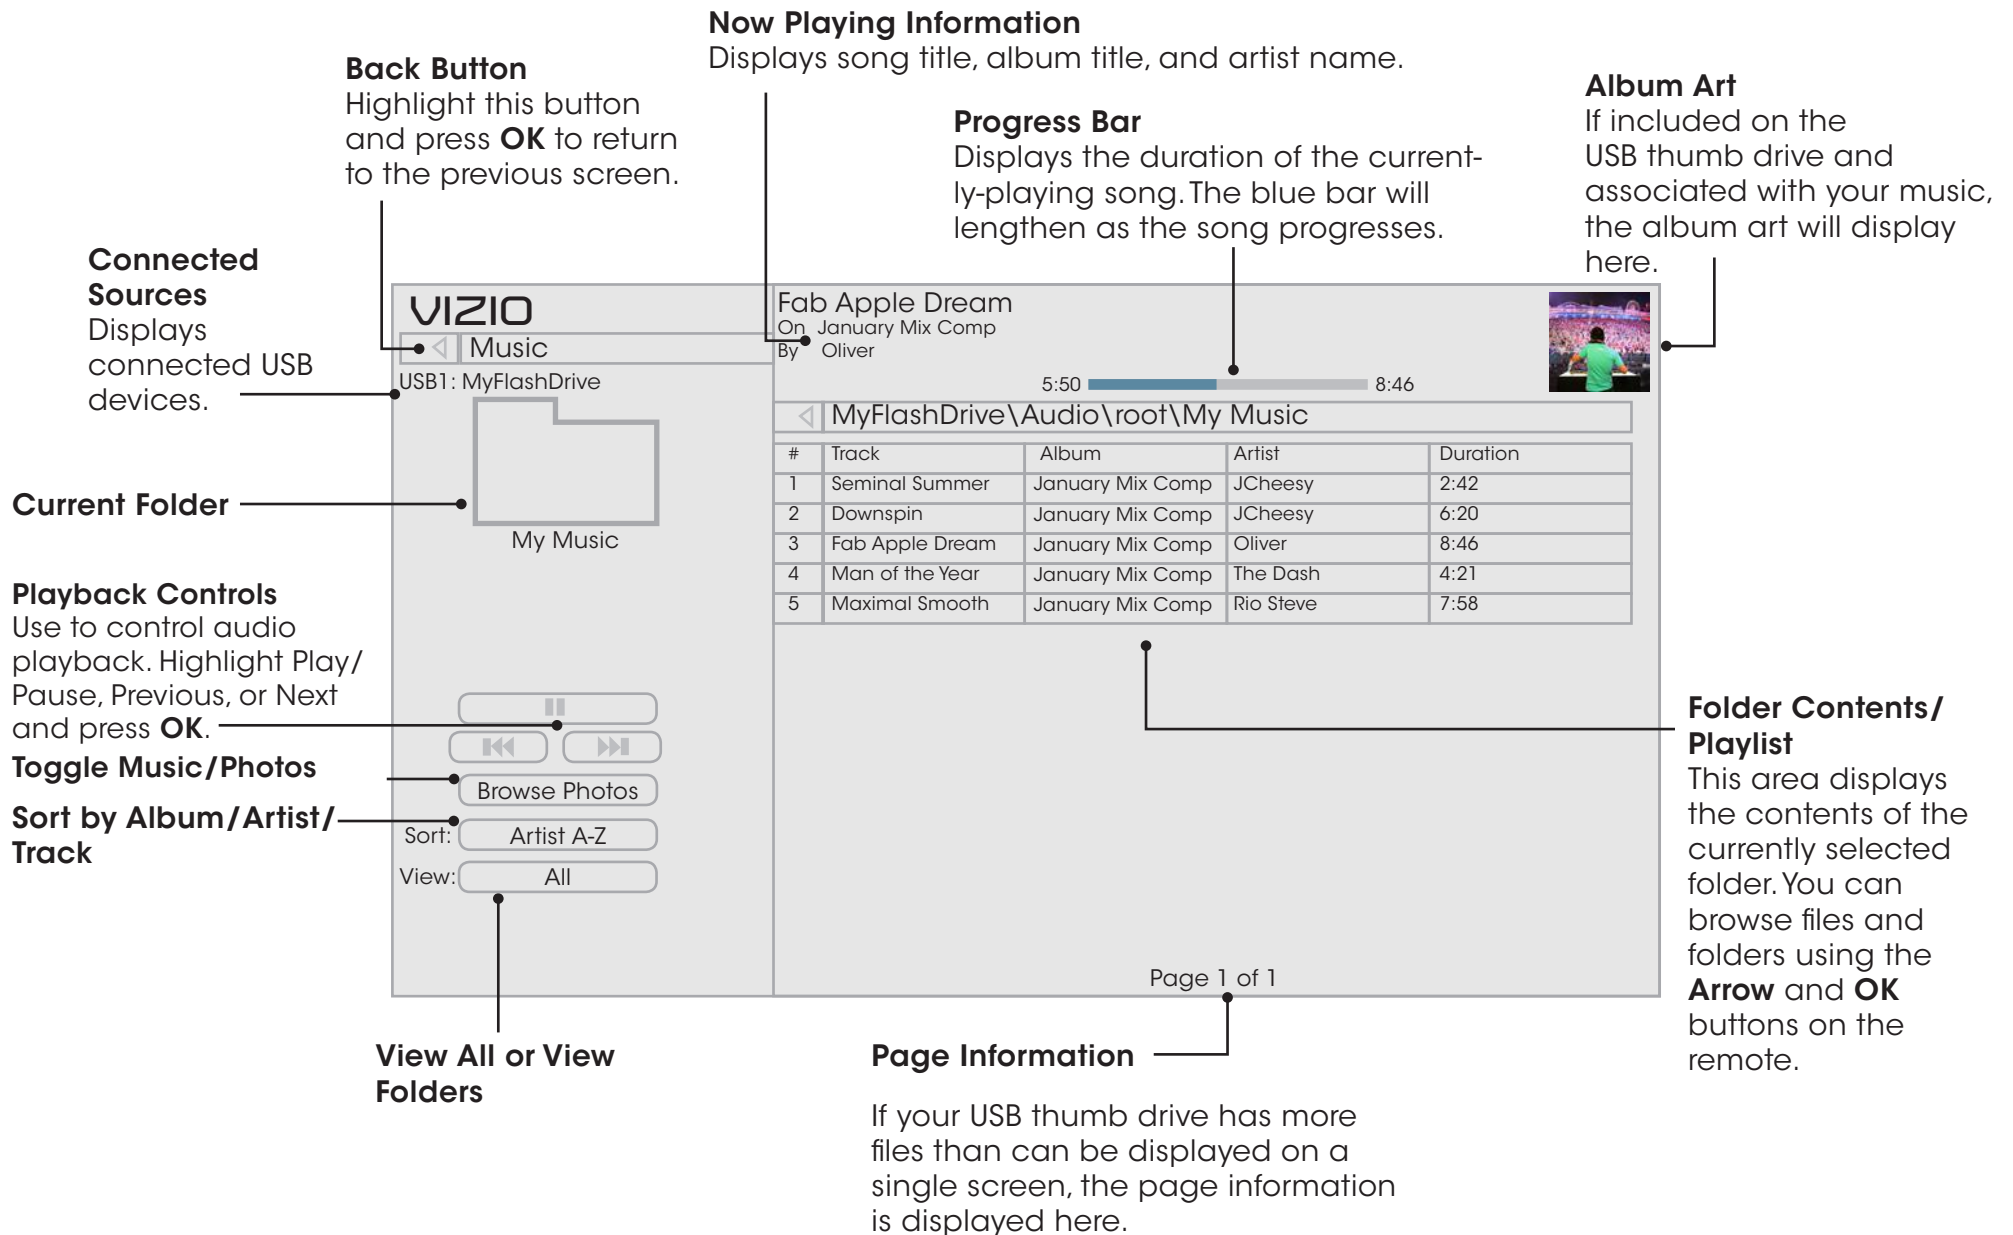 Now Playing Information
Displays song title, album title, and artist name.
Back Button
Highlight this button
and press OK to return
to the previous screen.
Progress Bar
Displays the duration of the current-
ly-playing song. The blue bar will
lengthen as the song progresses.
Album Art
If included on the
USB thumb drive and
associated with your music,
the album art will display
here.
Connected
Sources
Displays
connected USB
devices.
Current Folder
Playback Controls
Use to control audio
playback. Highlight Play/
Pause, Previous, or Next
and press OK.
Toggle Music/Photos
Sort by Album/Artist/
Track
VIZIO
Music
USB1: MyFlashDrive
My Music
Browse Photos
Sort: Artist A-Z
View: All
Fab Apple Dream
On January Mix Comp
By Oliver
5:50 8:46
MyFlashDrive\Audio\root\My Music
# Track Album Artist Duration
1 Seminal Summer January Mix Comp JCheesy 2:42
2 Downspin January Mix Comp JCheesy 6:20
3 Fab Apple Dream January Mix Comp Oliver 8:46
4 Man of the Year January Mix Comp The Dash 4:21
5 Maximal Smooth January Mix Comp Rio Steve 7:58
Page 1 of 1
Folder Contents/
Playlist
This area displays
the contents of the
currently selected
folder. You can
browse files and
folders using the
Arrow and OK
buttons on the
remote.
View All or View
Folders
Page Information
If your USB thumb drive has more
files than can be displayed on a
single screen, the page information
is displayed here.